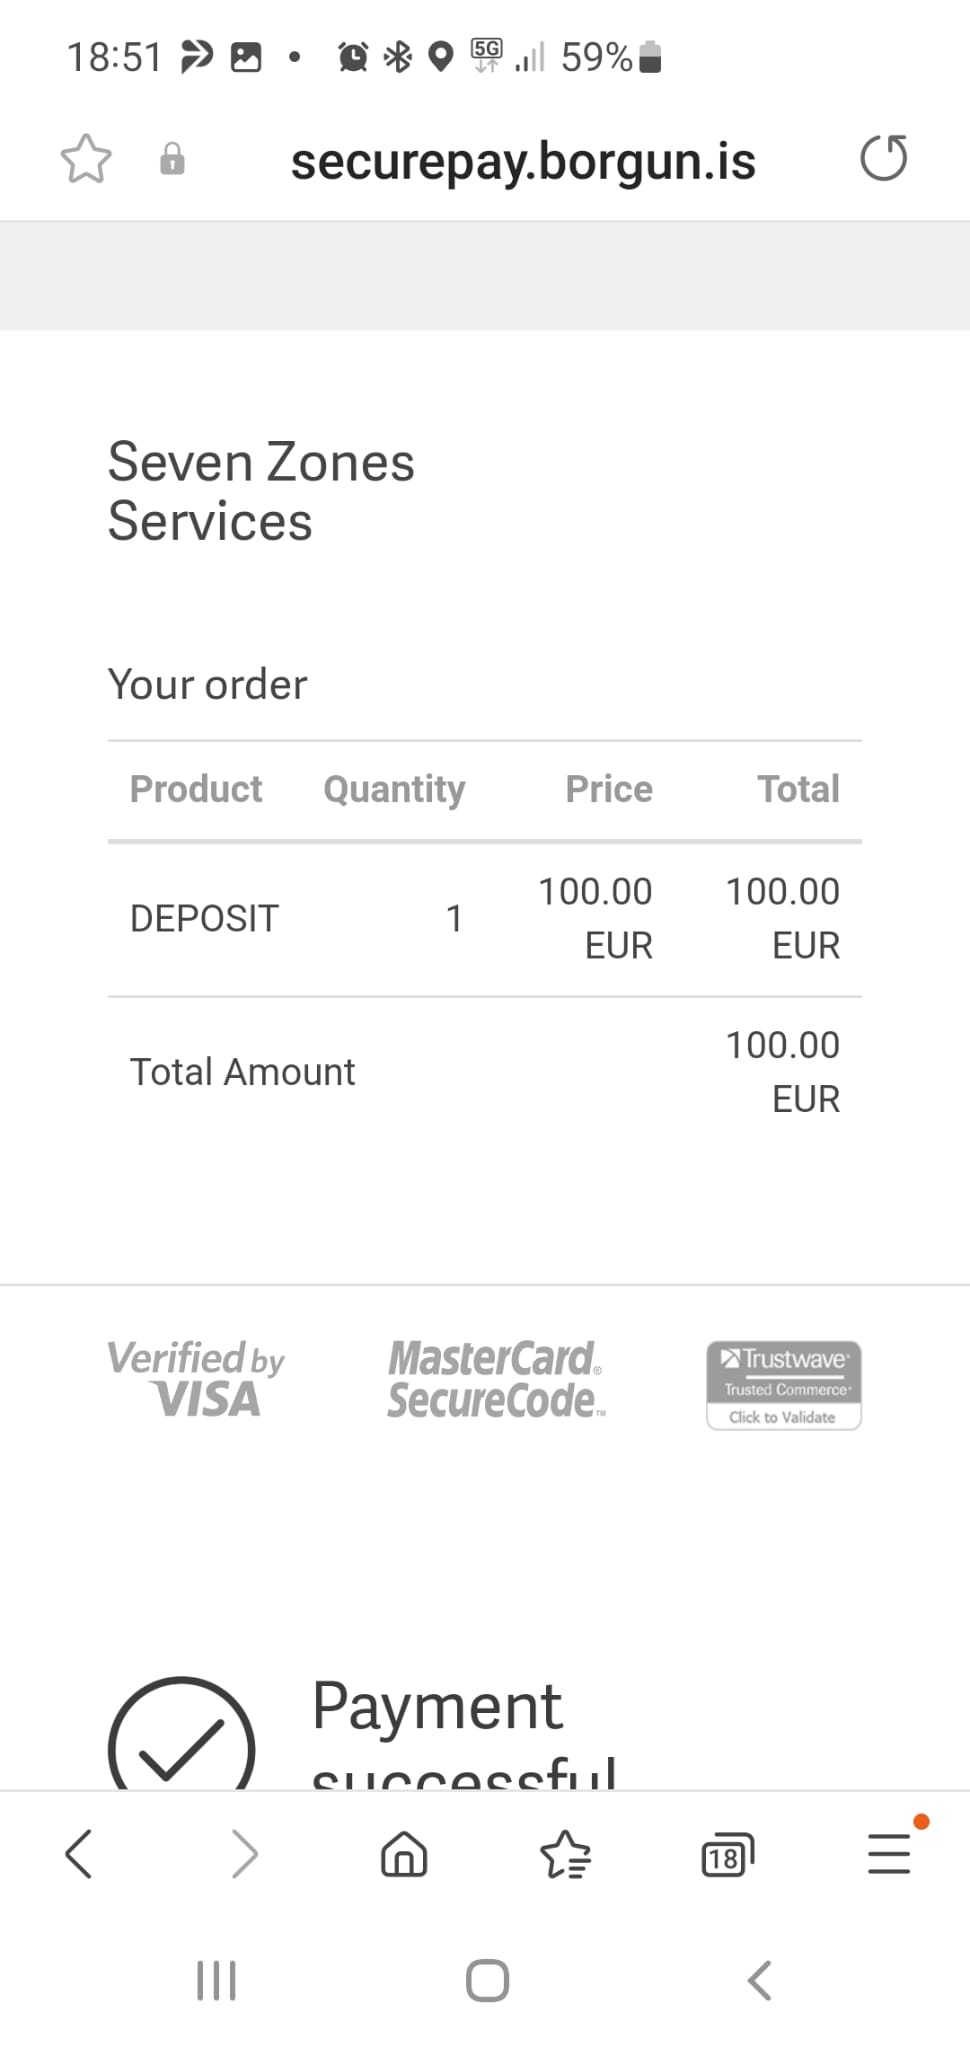 18:51 5G 59%
securepay.borgun.is
Seven Zones
Services
Your order
Product Quantity Price Total
DEPOSIT 1 100.00 EUR 100.00 EUR
Total Amount 100.00 EUR
Verified by
VISA
MasterCard®
SecureCode™
Trustwave®
Trusted Commerce®
Click to Validate
Payment
successful
18